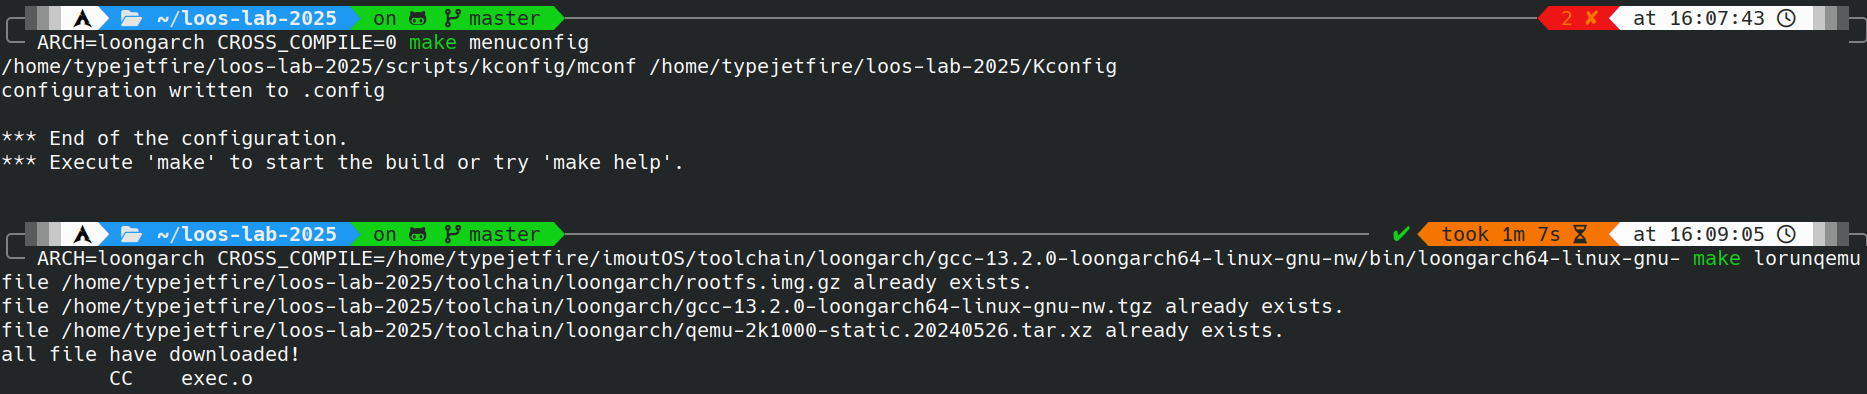 ~/loos-lab-2025 on master 2 ✘ at 16:07:43
ARCH=loongarch CROSS_COMPILE=0 make menuconfig
/home/typejetfire/loos-lab-2025/scripts/kconfig/mconf /home/typejetfire/loos-lab-2025/Kconfig
configuration written to .config
*** End of the configuration.
*** Execute 'make' to start the build or try 'make help'.
~/loos-lab-2025 on master ✔ took 1m 7s at 16:09:05
ARCH=loongarch CROSS_COMPILE=/home/typejetfire/imoutOS/toolchain/loongarch/gcc-13.2.0-loongarch64-linux-gnu-nw/bin/loongarch64-linux-gnu- make lorunqemu
file /home/typejetfire/loos-lab-2025/toolchain/loongarch/rootfs.img.gz already exists.
file /home/typejetfire/loos-lab-2025/toolchain/loongarch/gcc-13.2.0-loongarch64-linux-gnu-nw.tgz already exists.
file /home/typejetfire/loos-lab-2025/toolchain/loongarch/qemu-2k1000-static.20240526.tar.xz already exists.
all file have downloaded!
CC exec.o